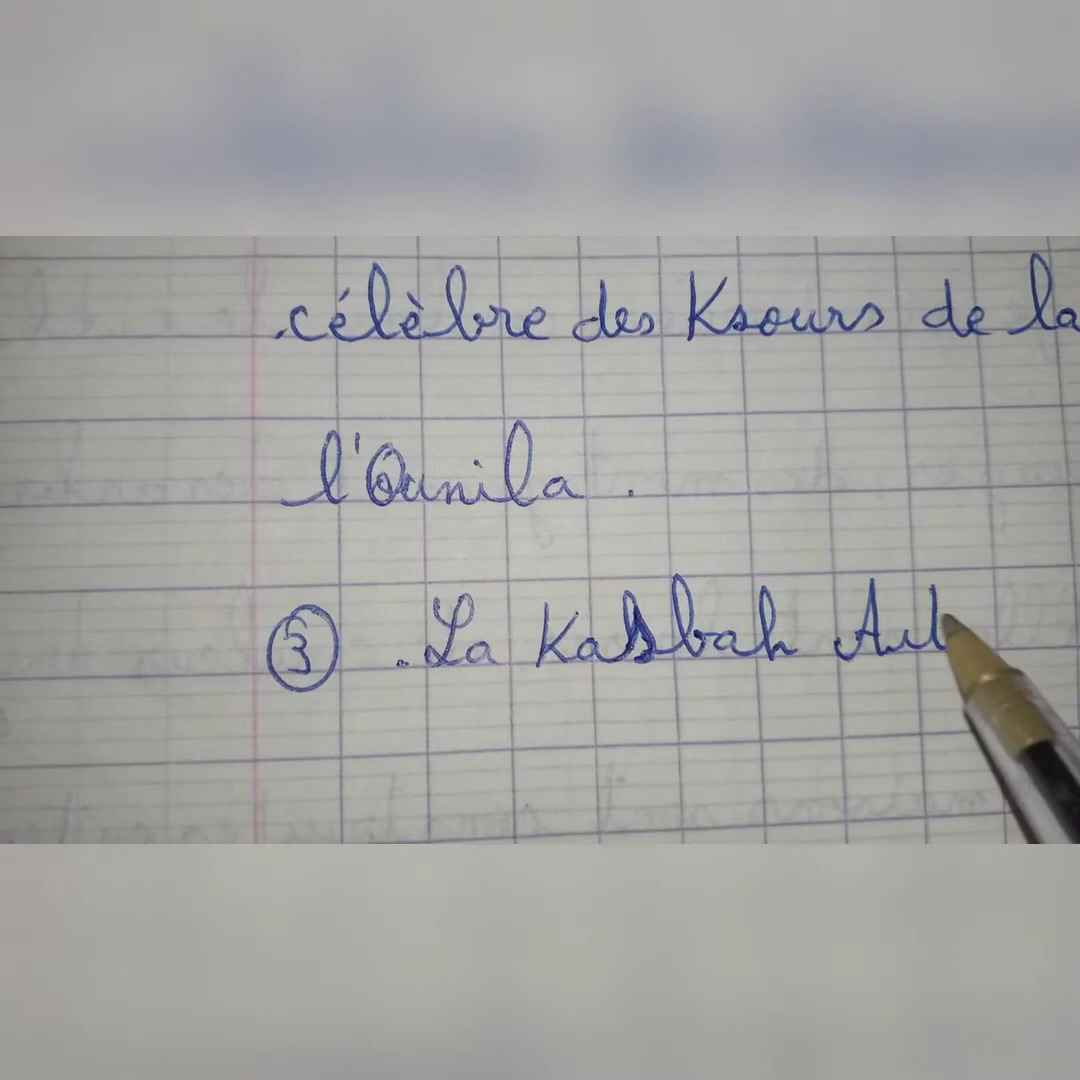 célèbre des Ksours de la
l'Ounila .
③ . La Kasbah